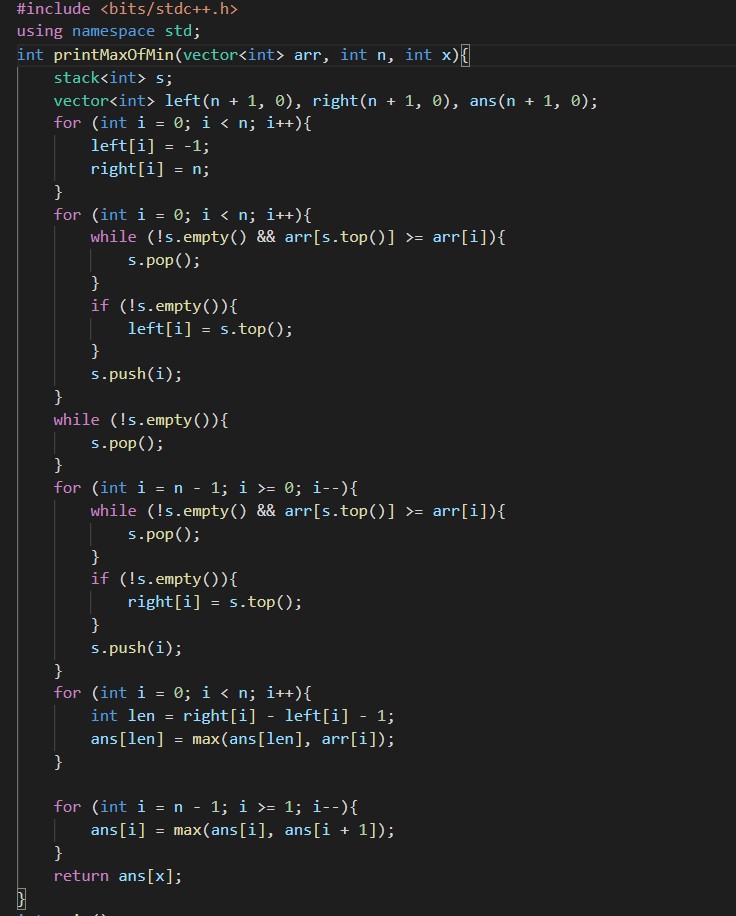 #include <bits/stdc++.h>
using namespace std;
int printMaxOfMin(vector<int> arr, int n, int x){
    stack<int> s;
    vector<int> left(n + 1, 0), right(n + 1, 0), ans(n + 1, 0);
    for (int i = 0; i < n; i++){
        left[i] = -1;
        right[i] = n;
    }
    for (int i = 0; i < n; i++){
        while (!s.empty() && arr[s.top()] >= arr[i]){
            s.pop();
        }
        if (!s.empty()){
            left[i] = s.top();
        }
        s.push(i);
    }
    while (!s.empty()){
        s.pop();
    }
    for (int i = n - 1; i >= 0; i--){
        while (!s.empty() && arr[s.top()] >= arr[i]){
            s.pop();
        }
        if (!s.empty()){
            right[i] = s.top();
        }
        s.push(i);
    }
    for (int i = 0; i < n; i++){
        int len = right[i] - left[i] - 1;
        ans[len] = max(ans[len], arr[i]);
    }

    for (int i = n - 1; i >= 1; i--){
        ans[i] = max(ans[i], ans[i + 1]);
    }
    return ans[x];
}